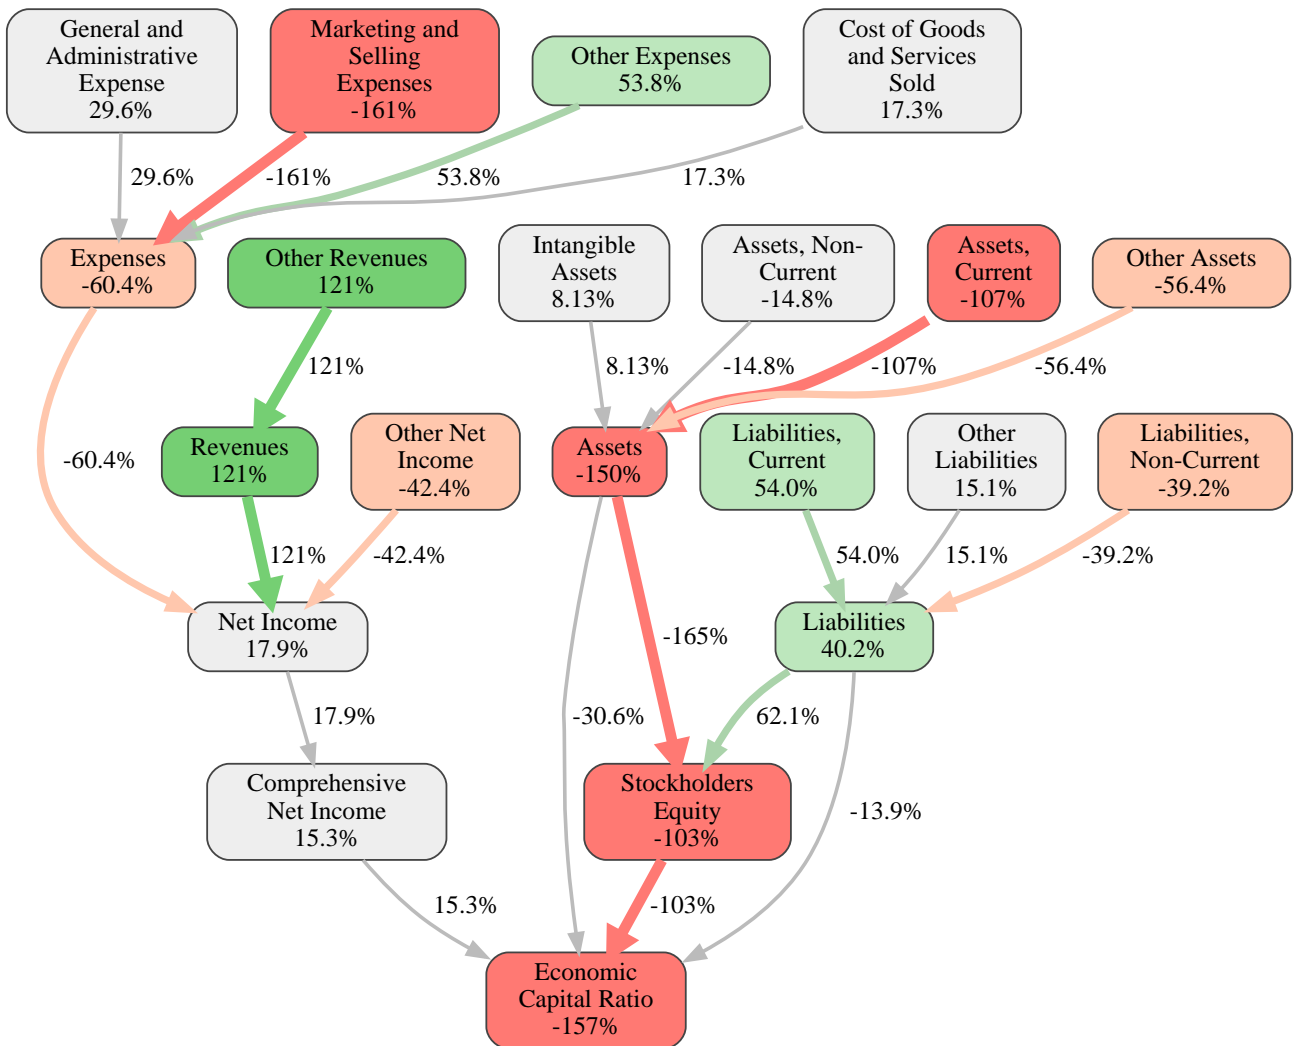 General and
Administrative
Expense
29.6%
Marketing and
Selling
Expenses
-161%
Other Expenses
53.8%
Cost of Goods
and Services
Sold
17.3%
29.6%
-161%
53.8%
17.3%
Expenses
-60.4%
Other Revenues
121%
Intangible
Assets
8.13%
Assets, Non-
Current
-14.8%
Assets,
Current
-107%
Other Assets
-56.4%
121%
8.13%
-14.8%
-107%
-56.4%
-60.4%
Revenues
121%
Other Net
Income
-42.4%
Assets
-150%
Liabilities,
Current
54.0%
Other
Liabilities
15.1%
Liabilities,
Non-Current
-39.2%
121%
-42.4%
54.0%
15.1%
-39.2%
Net Income
17.9%
-165%
Liabilities
40.2%
17.9%
-30.6%
62.1%
Comprehensive
Net Income
15.3%
Stockholders
Equity
-103%
-13.9%
15.3%
-103%
Economic
Capital Ratio
-157%